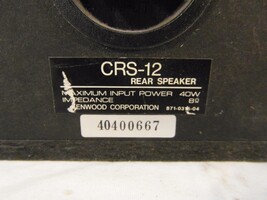 CRS-12
REAR SPEAKER
MAXIMUM INPUT POWER 40W
IMPEDANCE 8Ω
KENWOOD CORPORATION
40400667